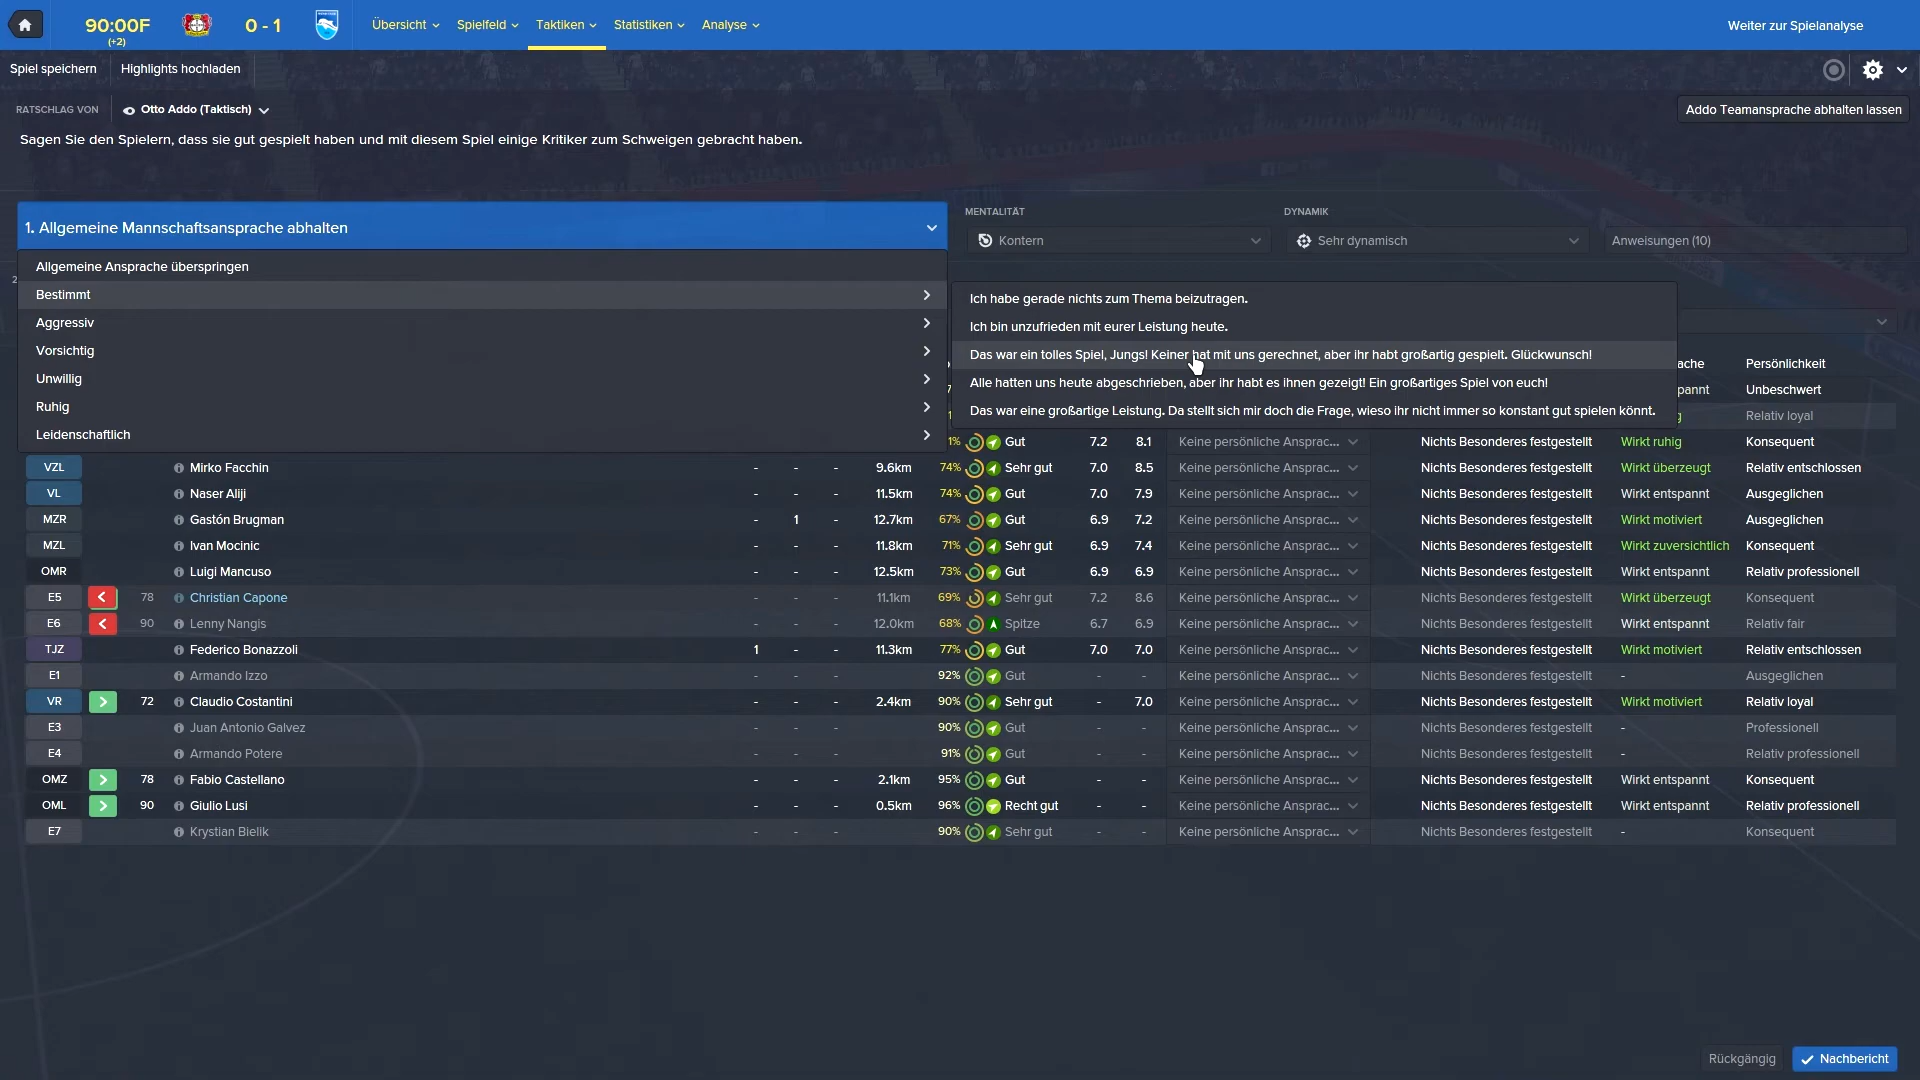 90:00F
(+2)
0 - 1
Übersicht
Spielfeld
Taktiken
Statistiken
Analyse
Weiter zur Spielanalyse
Spiel speichern
Highlights hochladen
RATSCHLAG VON
Otto Addo (Taktisch)
Addo Teamansprache abhalten lassen
Sagen Sie den Spielern, dass sie gut gespielt haben und mit diesem Spiel einige Kritiker zum Schweigen gebracht haben.
1. Allgemeine Mannschaftsansprache abhalten
MENTALITÄT
DYNAMIK
Kontern
Sehr dynamisch
Anweisungen (10)
Allgemeine Ansprache überspringen
Bestimmt
Aggressiv
Vorsichtig
Unwillig
Ruhig
Leidenschaftlich
Ich habe gerade nichts zum Thema beizutragen.
Ich bin unzufrieden mit eurer Leistung heute.
Das war ein tolles Spiel, Jungs! Keiner hat mit uns gerechnet, aber ihr habt großartig gespielt. Glückwunsch!
Alle hatten uns heute abgeschrieben, aber ihr habt es ihnen gezeigt! Ein großartiges Spiel von euch!
Das war eine großartige Leistung. Da stellt sich mir doch die Frage, wieso ihr nicht immer so konstant gut spielen könnt.
ache Persönlichkeit
pannt Unbeschwert
g Relativ loyal
1% Gut 7.2 8.1 Keine persönliche Ansprac... Nichts Besonderes festgestellt Wirkt ruhig Konsequent
VZL Mirko Facchin - - - 9.6km 74% Sehr gut 7.0 8.5 Keine persönliche Ansprac... Nichts Besonderes festgestellt Wirkt überzeugt Relativ entschlossen
VL Naser Aliji - - - 11.5km 74% Gut 7.0 7.9 Keine persönliche Ansprac... Nichts Besonderes festgestellt Wirkt entspannt Ausgeglichen
MZR Gastón Brugman - 1 - 12.7km 67% Gut 6.9 7.2 Keine persönliche Ansprac... Nichts Besonderes festgestellt Wirkt motiviert Ausgeglichen
MZL Ivan Mocinic - - - 11.8km 71% Sehr gut 6.9 7.4 Keine persönliche Ansprac... Nichts Besonderes festgestellt Wirkt zuversichtlich Konsequent
OMR Luigi Mancuso - - - 12.5km 73% Gut 6.9 6.9 Keine persönliche Ansprac... Nichts Besonderes festgestellt Wirkt entspannt Relativ professionell
E5 78 Christian Capone - - - 11.1km 69% Sehr gut 7.2 8.6 Keine persönliche Ansprac... Nichts Besonderes festgestellt Wirkt überzeugt Konsequent
E6 90 Lenny Nangis - - - 12.0km 68% Spitze 6.7 6.9 Keine persönliche Ansprac... Nichts Besonderes festgestellt Wirkt entspannt Relativ fair
TJZ Federico Bonazzoli 1 - - 11.3km 77% Gut 7.0 7.0 Keine persönliche Ansprac... Nichts Besonderes festgestellt Wirkt motiviert Relativ entschlossen
E1 Armando Izzo - - - 92% Gut - - Keine persönliche Ansprac... Nichts Besonderes festgestellt - Ausgeglichen
VR 72 Claudio Costantini - - - 2.4km 90% Sehr gut - 7.0 Keine persönliche Ansprac... Nichts Besonderes festgestellt Wirkt motiviert Relativ loyal
E3 Juan Antonio Galvez - - - 90% Gut - - Keine persönliche Ansprac... Nichts Besonderes festgestellt - Professionell
E4 Armando Potere - - - 91% Gut - - Keine persönliche Ansprac... Nichts Besonderes festgestellt - Relativ professionell
OMZ 78 Fabio Castellano - - - 2.1km 95% Gut - - Keine persönliche Ansprac... Nichts Besonderes festgestellt Wirkt entspannt Konsequent
OML 90 Giulio Lusi - - - 0.5km 96% Recht gut - - Keine persönliche Ansprac... Nichts Besonderes festgestellt Wirkt entspannt Relativ professionell
E7 Krystian Bielik - - - 90% Sehr gut - - Keine persönliche Ansprac... Nichts Besonderes festgestellt - Konsequent
Rückgängig
Nachbericht